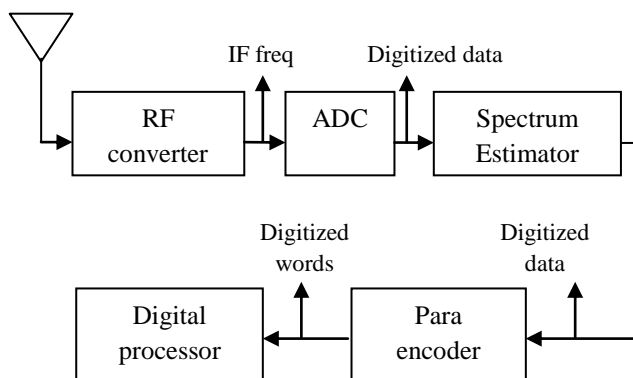 IF freq
Digitized data
RF
converter
ADC
Spectrum
Estimator
Digitized
words
Digitized
data
Digital
processor
Para
encoder